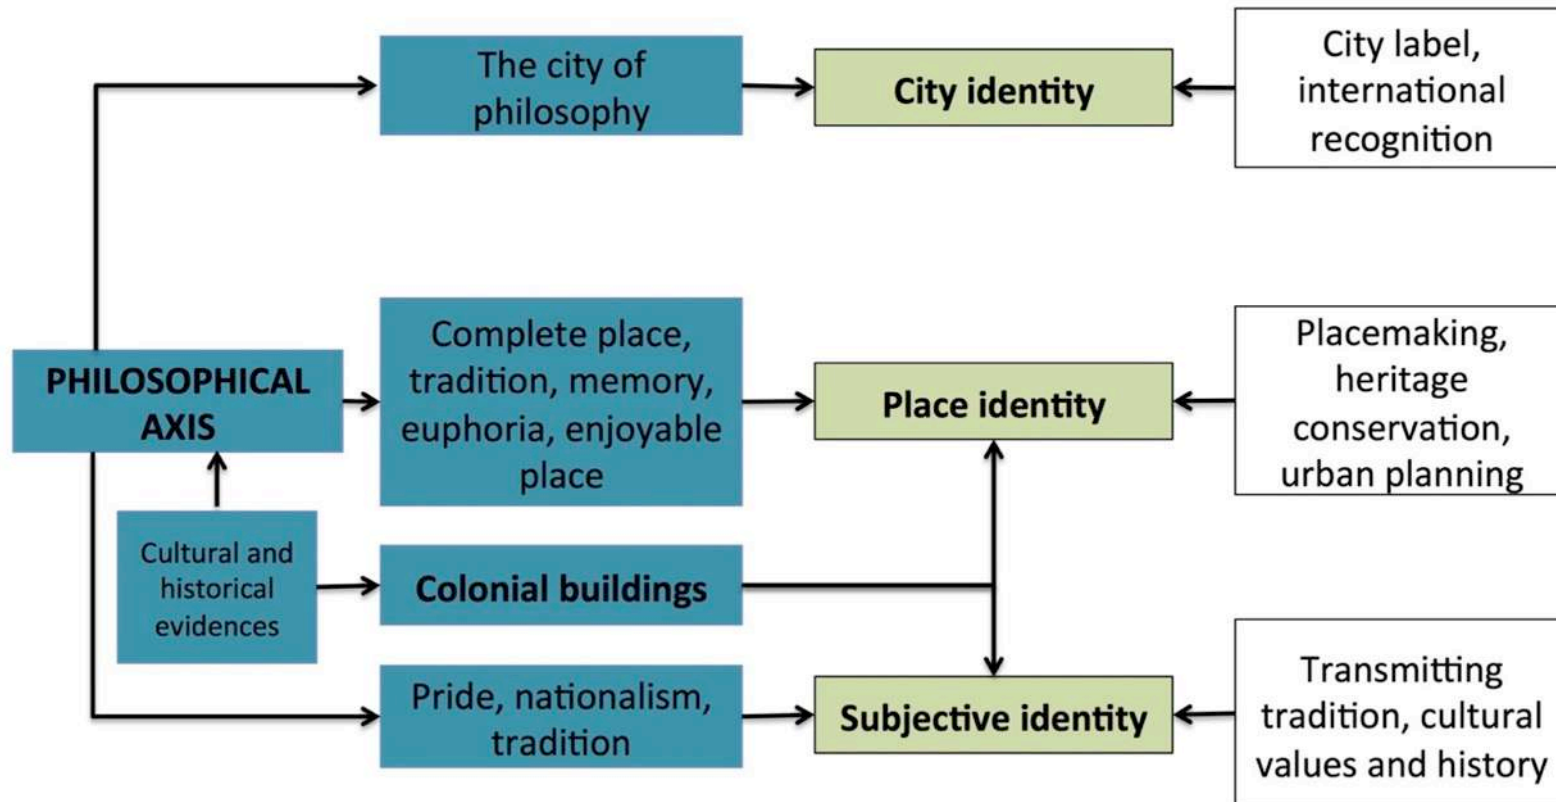 The city of
philosophy
City identity
City label,
international
recognition
PHILOSOPHICAL
AXIS
Complete place,
tradition, memory,
euphoria, enjoyable
place
Place identity
Placemaking,
heritage
conservation,
urban planning
Cultural and
historical
evidences
Colonial buildings
Pride, nationalism,
tradition
Subjective identity
Transmitting
tradition, cultural
values and history